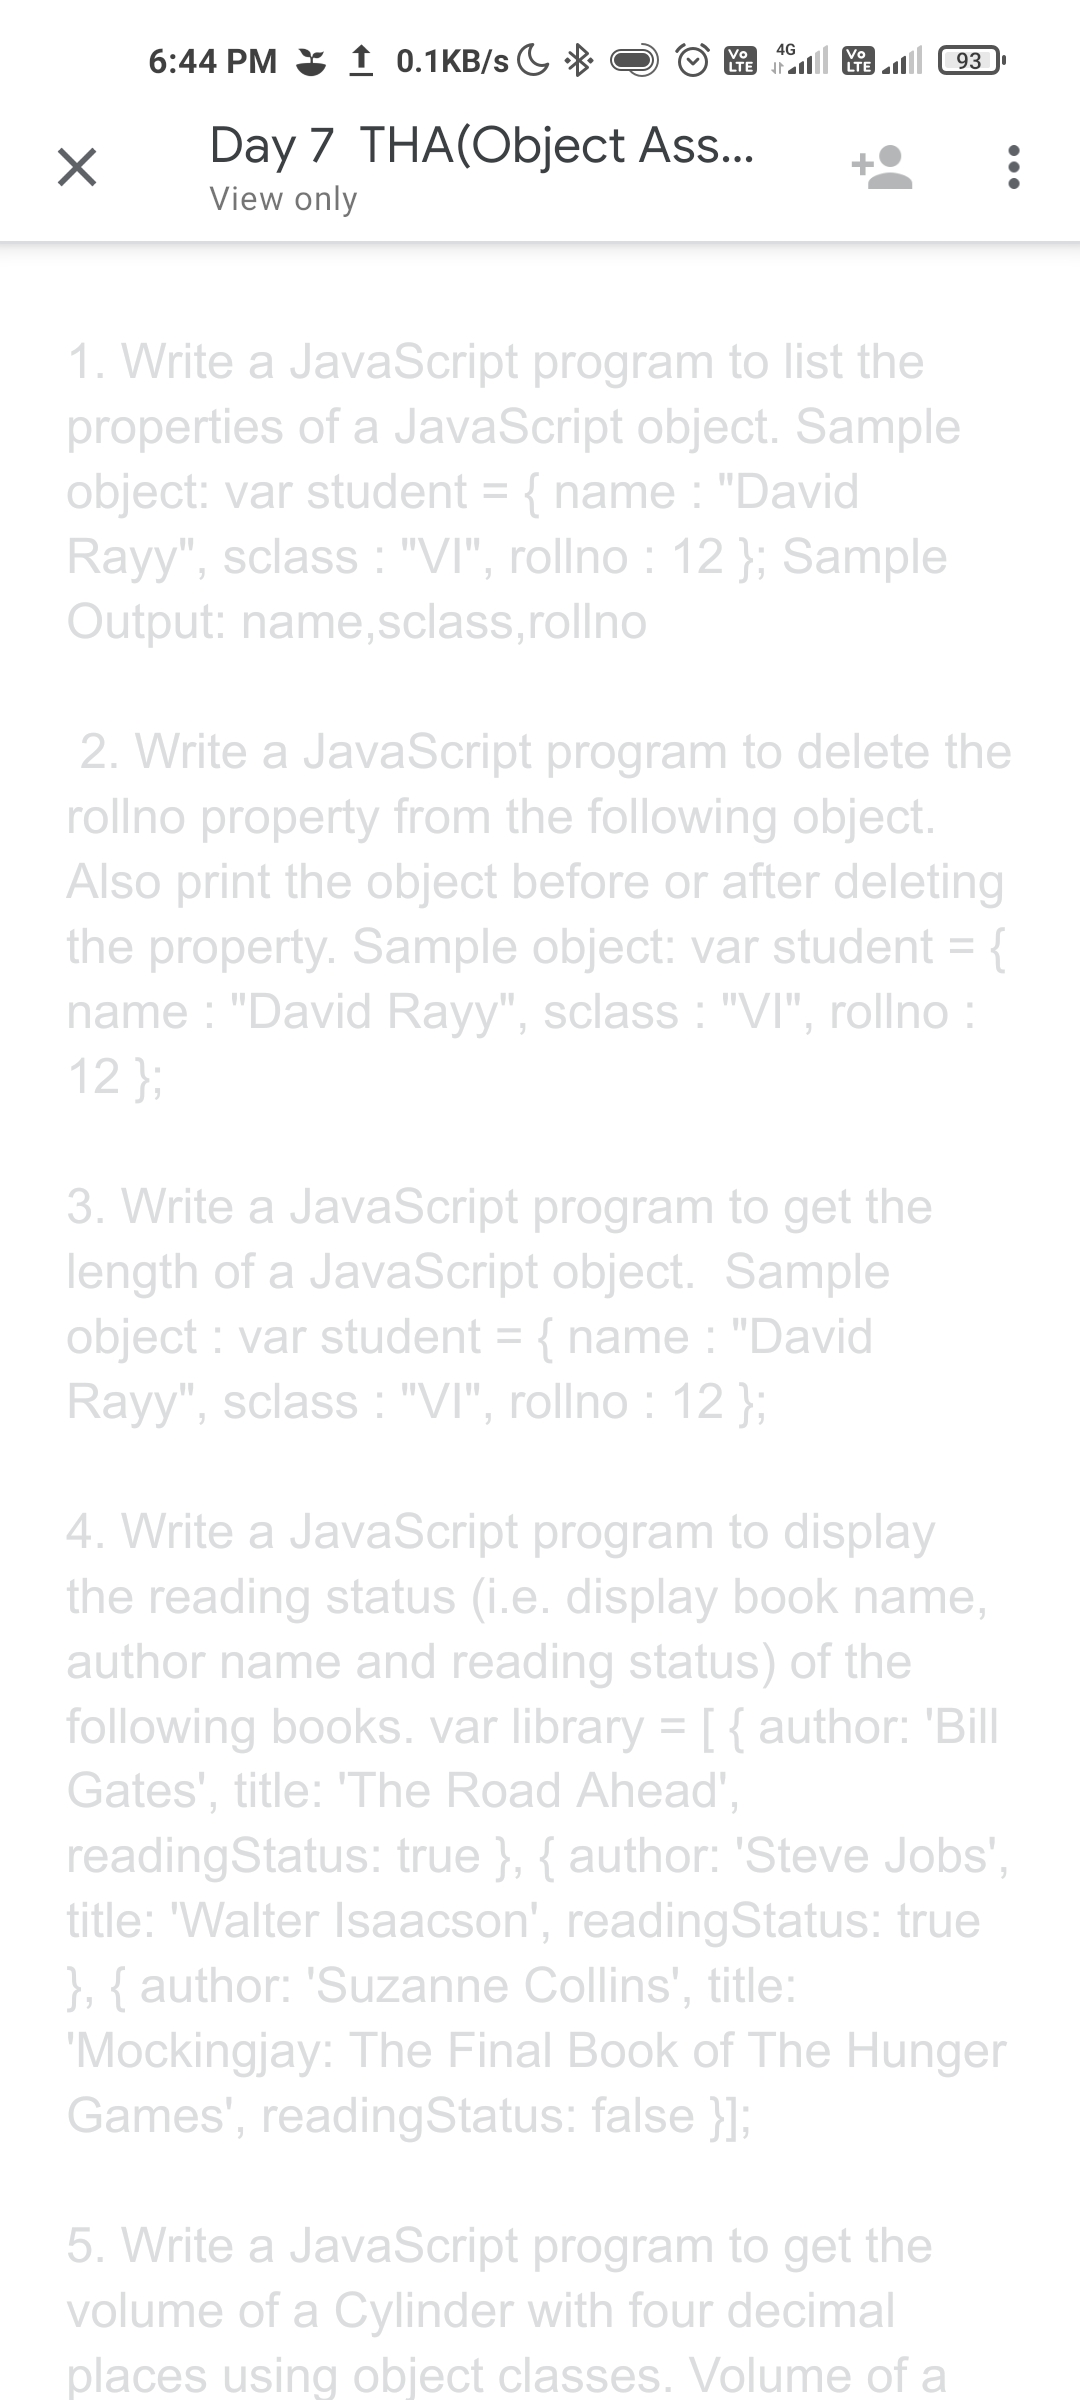 6:44 PM 0.1KB/s Vo LTE 4G Vo LTE 93
Day 7 THA(Object Ass...
View only
1. Write a JavaScript program to list the
properties of a JavaScript object. Sample
object: var student = { name : "David
Rayy", sclass : "VI", rollno : 12 }; Sample
Output: name,sclass,rollno
2. Write a JavaScript program to delete the
rollno property from the following object.
Also print the object before or after deleting
the property. Sample object: var student = {
name : "David Rayy", sclass : "VI", rollno :
12 };
3. Write a JavaScript program to get the
length of a JavaScript object. Sample
object : var student = { name : "David
Rayy", sclass : "VI", rollno : 12 };
4. Write a JavaScript program to display
the reading status (i.e. display book name,
author name and reading status) of the
following books. var library = [ { author: 'Bill
Gates', title: 'The Road Ahead',
readingStatus: true }, { author: 'Steve Jobs',
title: 'Walter Isaacson', readingStatus: true
}, { author: 'Suzanne Collins', title:
'Mockingjay: The Final Book of The Hunger
Games', readingStatus: false }];
5. Write a JavaScript program to get the
volume of a Cylinder with four decimal
places using object classes. Volume of a